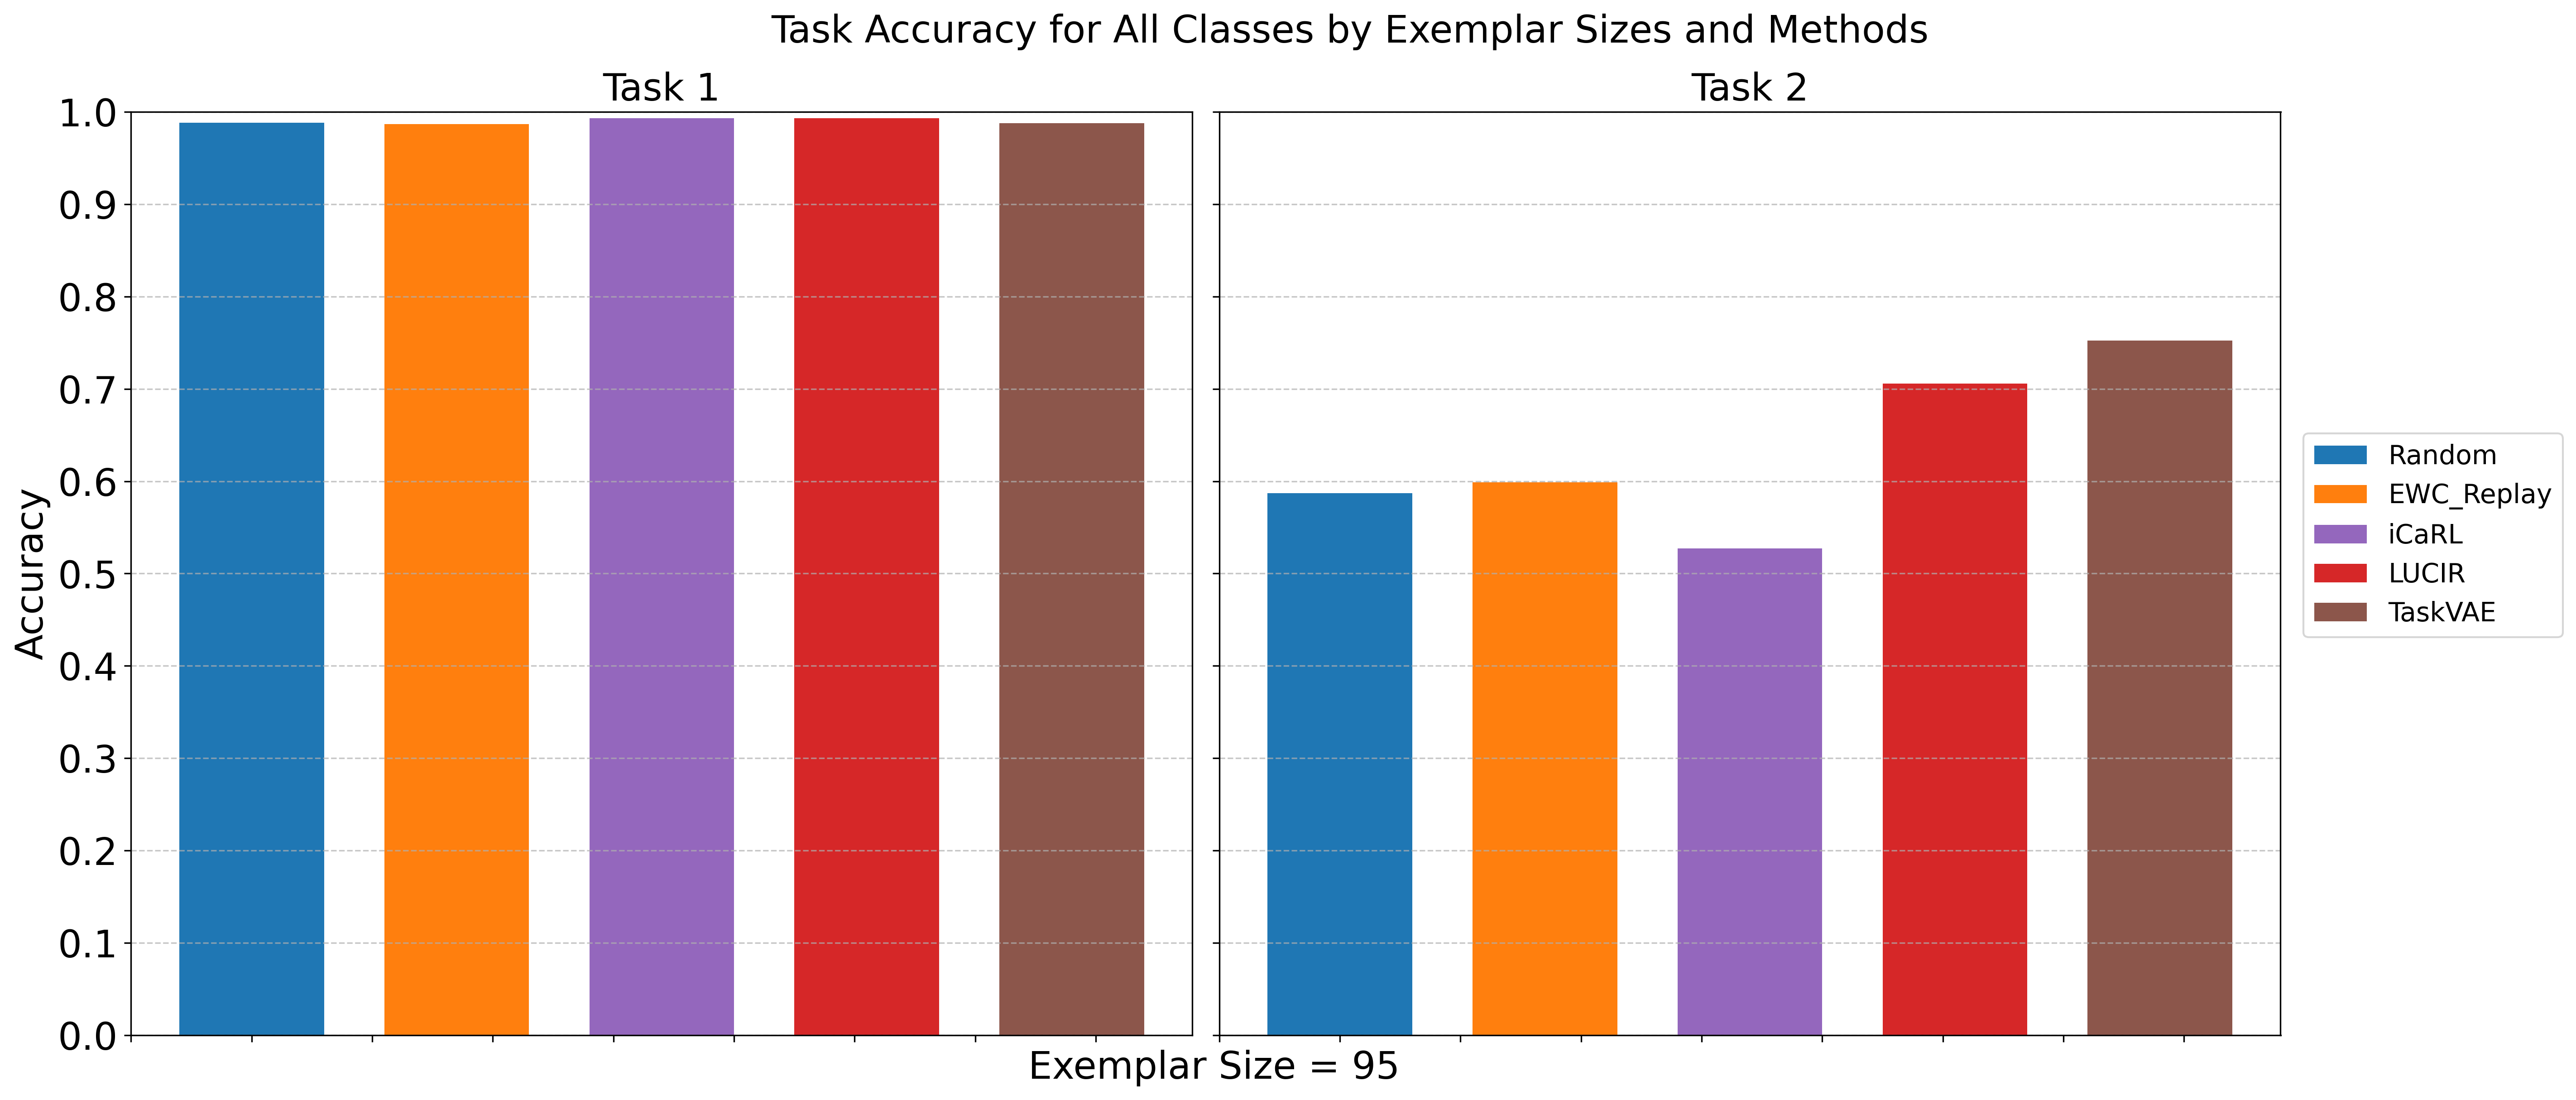 Task Accuracy for All Classes by Exemplar Sizes and Methods
Task 1
Task 2
1.0
0.9
0.8
0.7
0.6
0.5
0.4
0.3
0.2
0.1
0.0
Accuracy
Exemplar Size = 95
Random
EWC_Replay
iCaRL
LUCIR
TaskVAE